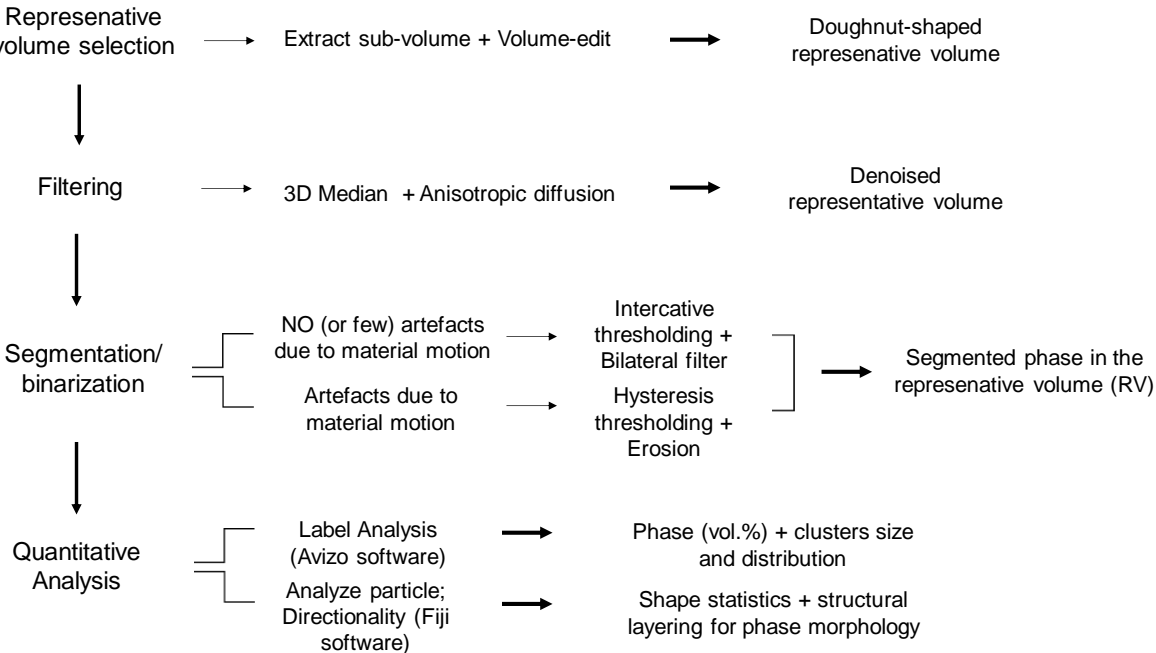 Represenative
volume selection
Extract sub-volume + Volume-edit
Doughnut-shaped
represenative volume
Filtering
3D Median + Anisotropic diffusion
Denoised
representative volume
Segmentation/
binarization
NO (or few) artefacts
due to material motion
Intercative
thresholding +
Bilateral filter
Artefacts due to
material motion
Hysteresis
thresholding +
Erosion
Segmented phase in the
represenative volume (RV)
Quantitative
Analysis
Label Analysis
(Avizo software)
Phase (vol.%) + clusters size
and distribution
Analyze particle;
Directionality (Fiji
software)
Shape statistics + structural
layering for phase morphology